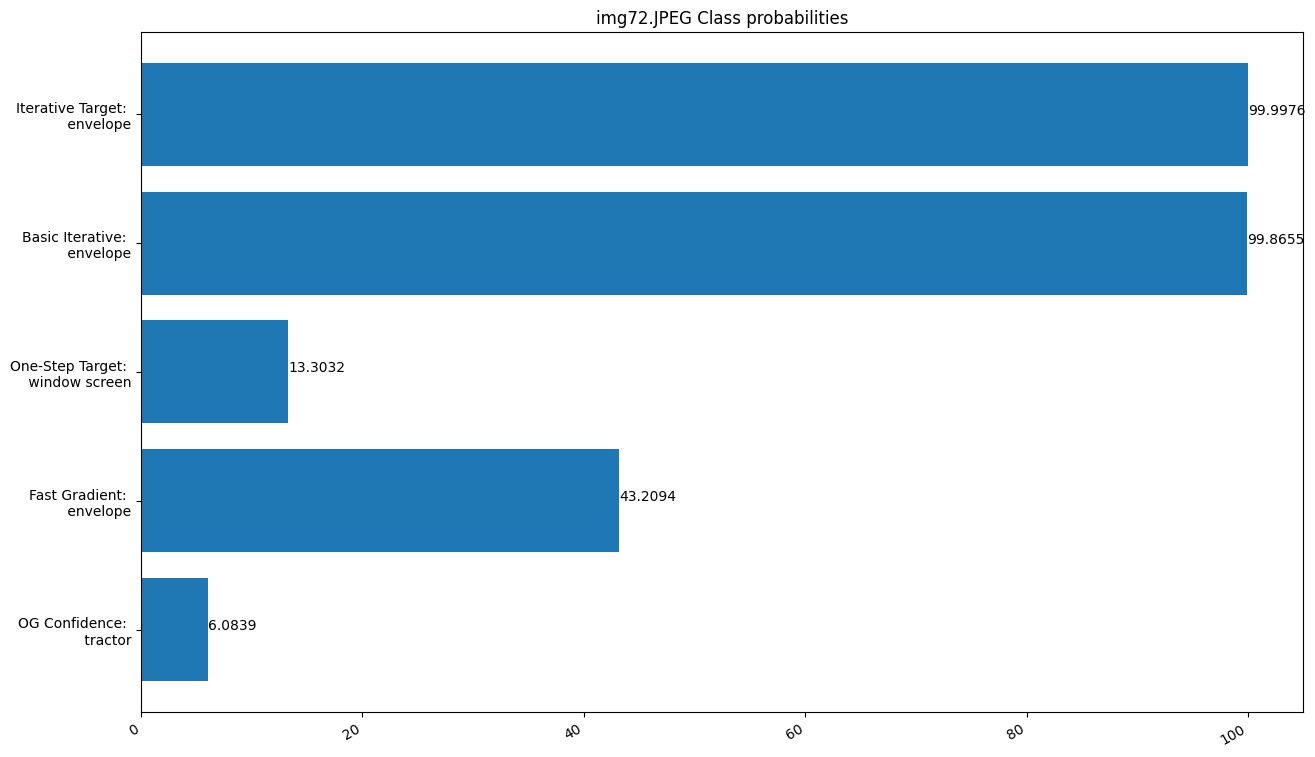 img72.JPEG Class probabilities
Iterative Target:
envelope
99.9976
Basic Iterative:
envelope
99.8655
One-Step Target:
window screen
13.3032
Fast Gradient:
envelope
43.2094
OG Confidence:
tractor
6.0839
0
20
40
60
80
100